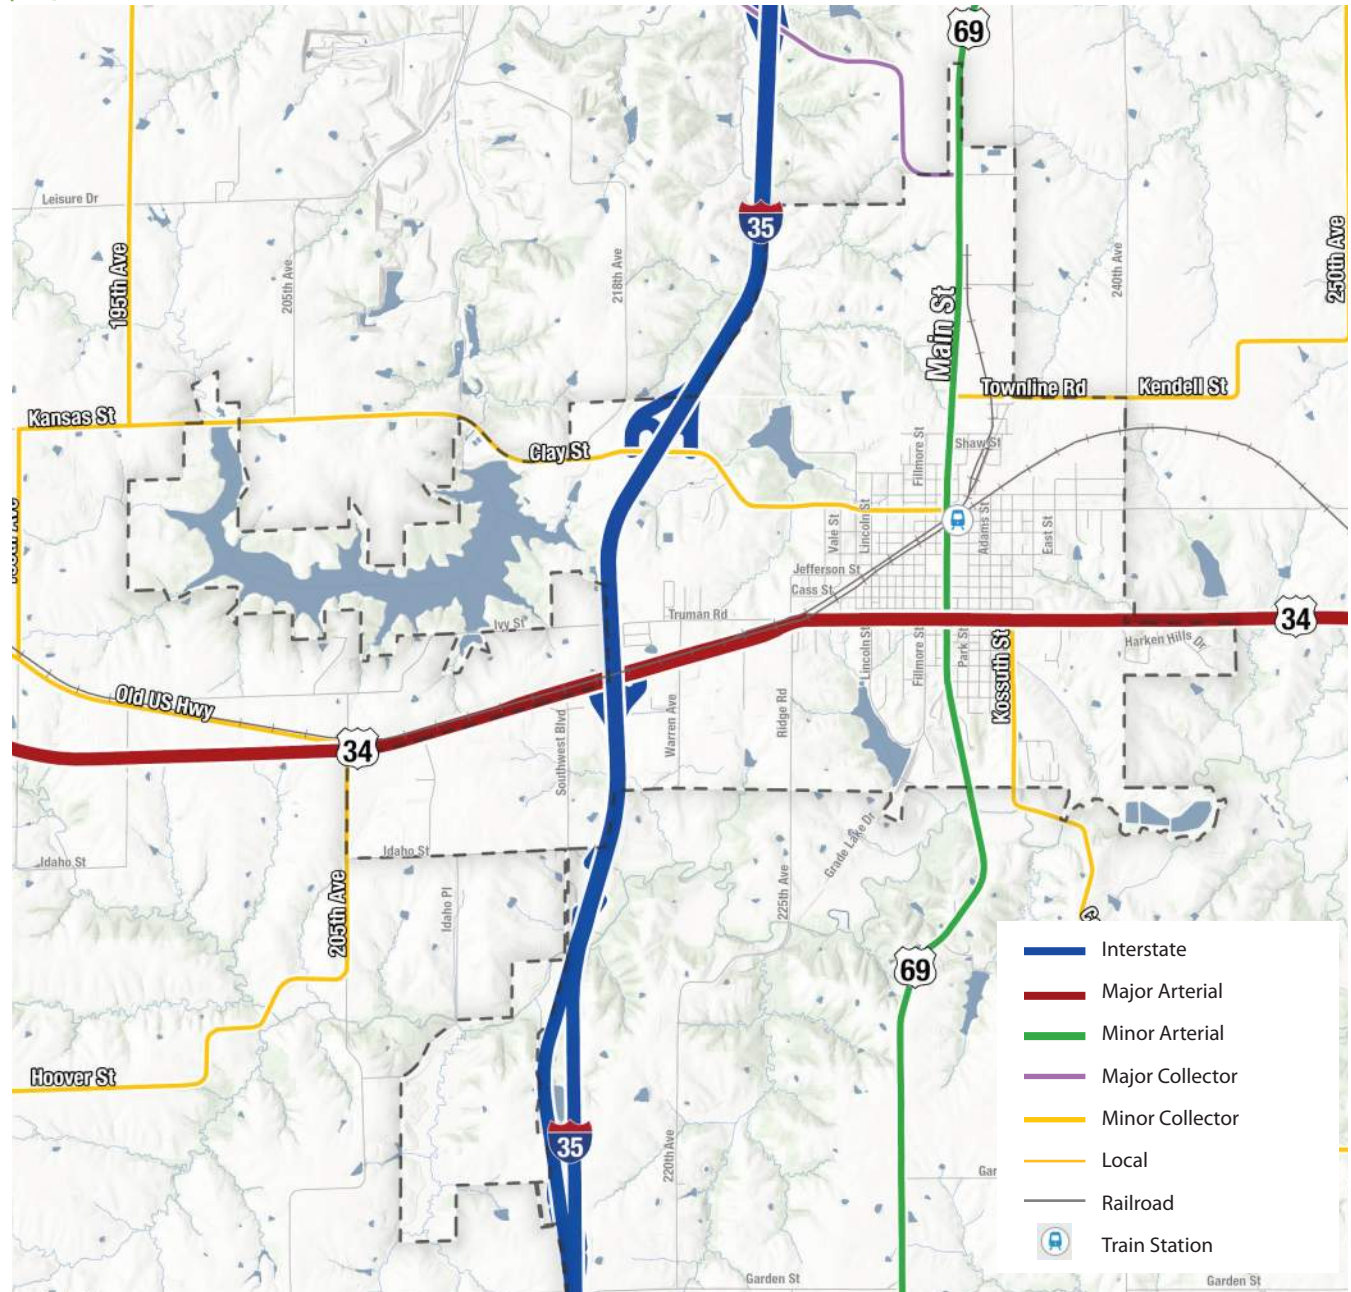 69
Leisure Dr
195th Ave
205th Ave
218th Ave
35
Main St
240th Ave
250th Ave
Townline Rd
Kendell St
Kansas St
Clay St
Fillmore St
Shaw St
Vale St
Lincoln St
Adams St
East St
Jefferson St
Cass St
Truman Rd
Ivy St
34
Harken Hills Dr
Lincoln St
Fillmore St
Park St
Kossuth St
Old US Hwy
34
Southwest Blvd
Warren Ave
Ridge Rd
Idaho St
Idaho St
Grade Lake Dr
205th Ave
Idaho Pl
225th Ave
69
Hoover St
35
220th Ave
Gar
Garden St
Garden St
Interstate
Major Arterial
Minor Arterial
Major Collector
Minor Collector
Local
Railroad
Train Station